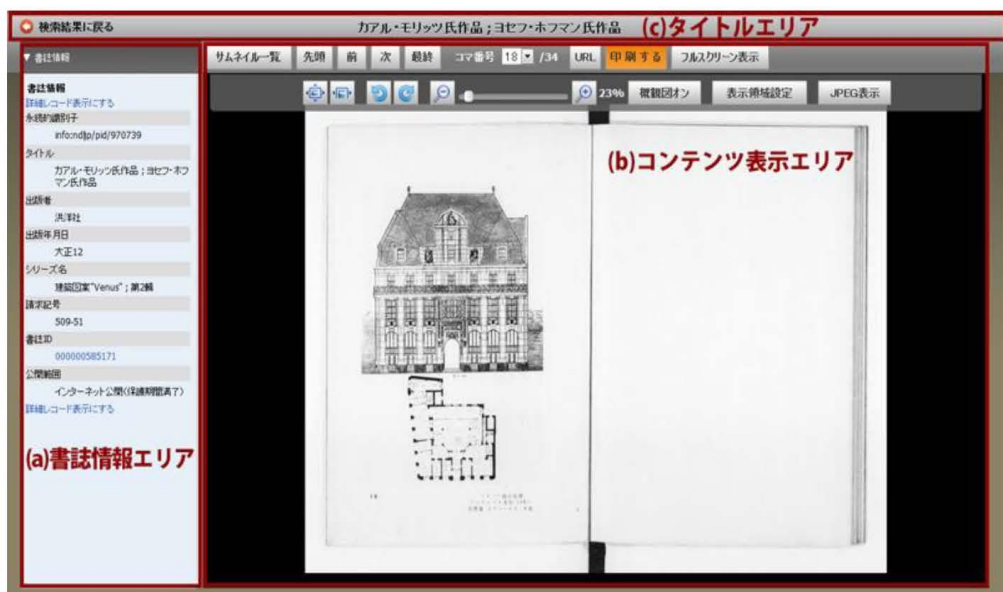 検索結果に戻る
カアル・モリッツ氏作品 ; ヨセフ・ホフマン氏作品
(c)タイトルエリア
▼ 書誌情報
サムネイル一覧 先頭 前 次 最終 コマ番号 18 /34 URL 印刷する フルスクリーン表示
23% 概観図オン 表示領域設定 JPEG表示
書誌情報
詳細レコード表示にする
永続的識別子
info:ndljp/pid/970739
タイトル
カアル・モリッツ氏作品 ; ヨセフ・ホフ
マン氏作品
出版者
洪洋社
出版年月日
大正12
シリーズ名
建築図案"Venus" ; 第2輯
請求記号
509-51
書誌ID
000000585171
公開範囲
インターネット公開(保護期間満了)
詳細レコード表示にする
(a)書誌情報エリア
(b)コンテンツ表示エリア